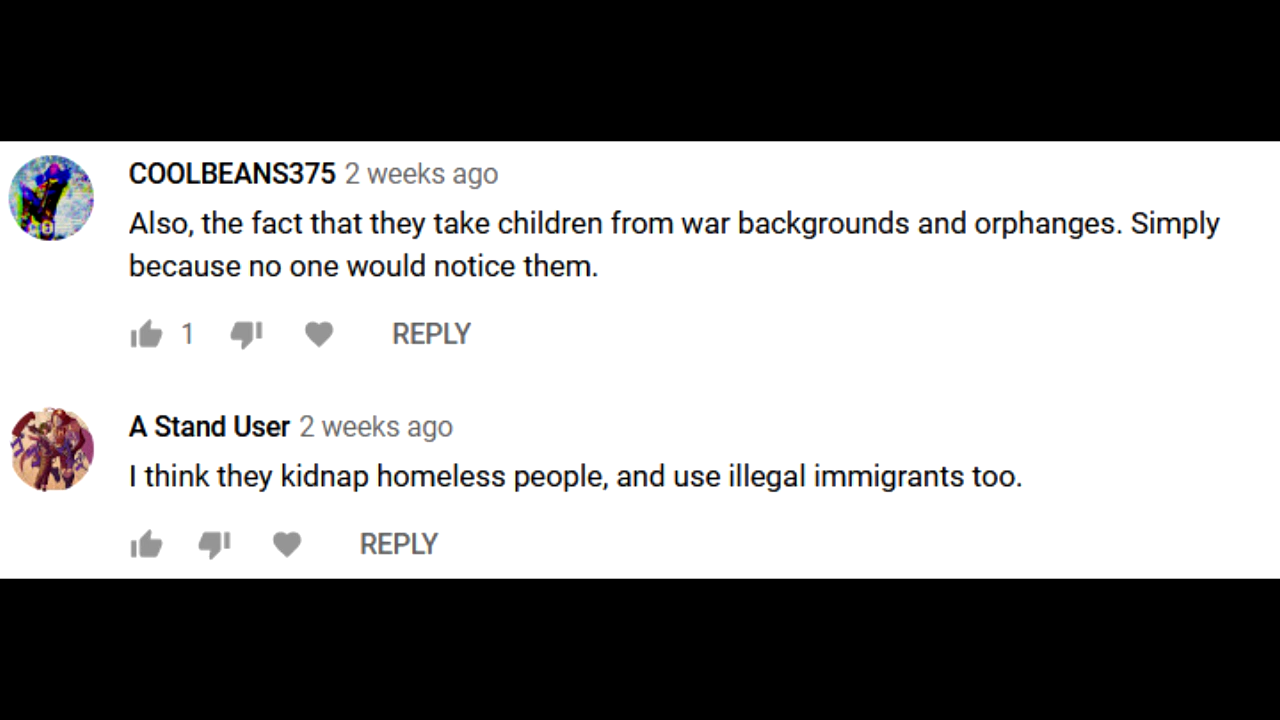 COOLBEANS375 2 weeks ago
Also, the fact that they take children from war backgrounds and orphanges. Simply
because no one would notice them.
1 REPLY
A Stand User 2 weeks ago
I think they kidnap homeless people, and use illegal immigrants too.
REPLY